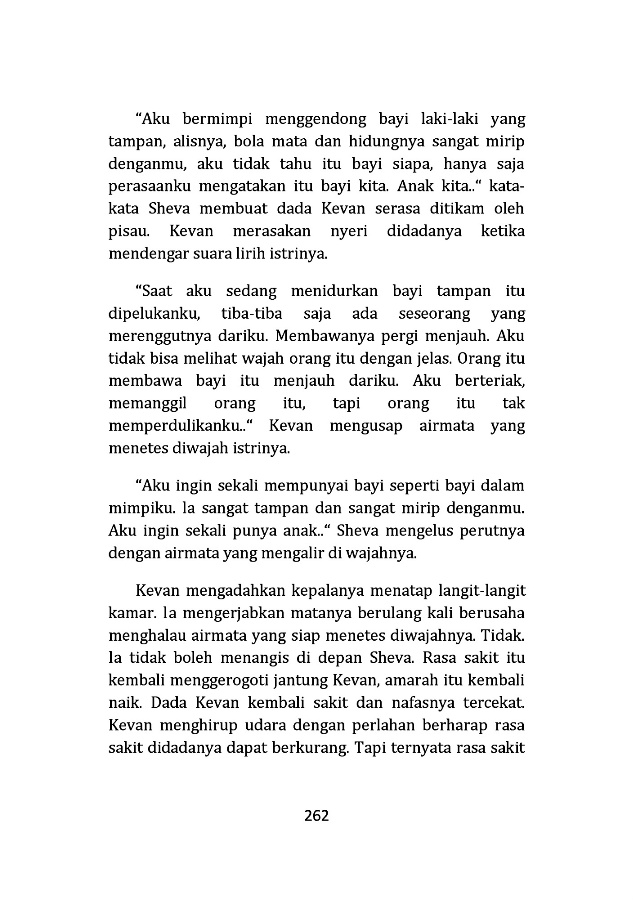 “Aku bermimpi menggendong bayi laki-laki yang
tampan, alisnya, bola mata dan hidungnya sangat mirip
denganmu, aku tidak tahu itu bayi siapa, hanya saja
perasaanku mengatakan itu bayi kita. Anak kita..“ kata-
kata Sheva membuat dada Kevan serasa ditikam oleh
pisau. Kevan merasakan nyeri didadanya ketika
mendengar suara lirih istrinya.
“Saat aku sedang menidurkan bayi tampan itu
dipelukanku, tiba-tiba saja ada seseorang yang
merenggutnya dariku. Membawanya pergi menjauh. Aku
tidak bisa melihat wajah orang itu dengan jelas. Orang itu
membawa bayi itu menjauh dariku. Aku berteriak,
memanggil orang itu, tapi orang itu tak
memperdulikanku..“ Kevan mengusap airmata yang
menetes diwajah istrinya.
“Aku ingin sekali mempunyai bayi seperti bayi dalam
mimpiku. Ia sangat tampan dan sangat mirip denganmu.
Aku ingin sekali punya anak..“ Sheva mengelus perutnya
dengan airmata yang mengalir di wajahnya.
Kevan mengadahkan kepalanya menatap langit-langit
kamar. Ia mengerjabkan matanya berulang kali berusaha
menghalau airmata yang siap menetes diwajahnya. Tidak.
Ia tidak boleh menangis di depan Sheva. Rasa sakit itu
kembali menggerogoti jantung Kevan, amarah itu kembali
naik. Dada Kevan kembali sakit dan nafasnya tercekat.
Kevan menghirup udara dengan perlahan berharap rasa
sakit didadanya dapat berkurang. Tapi ternyata rasa sakit
262